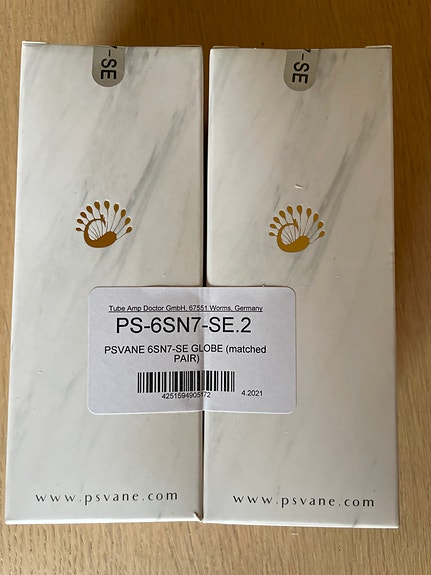 7-SE
7-SE
Tube Amp Doctor GmbH, 67551 Worms, Germany
PS-6SN7-SE.2
PSVANE 6SN7-SE GLOBE (matched
PAIR)
4251594905172
4.2021
www.psvane.com
www.psvane.com